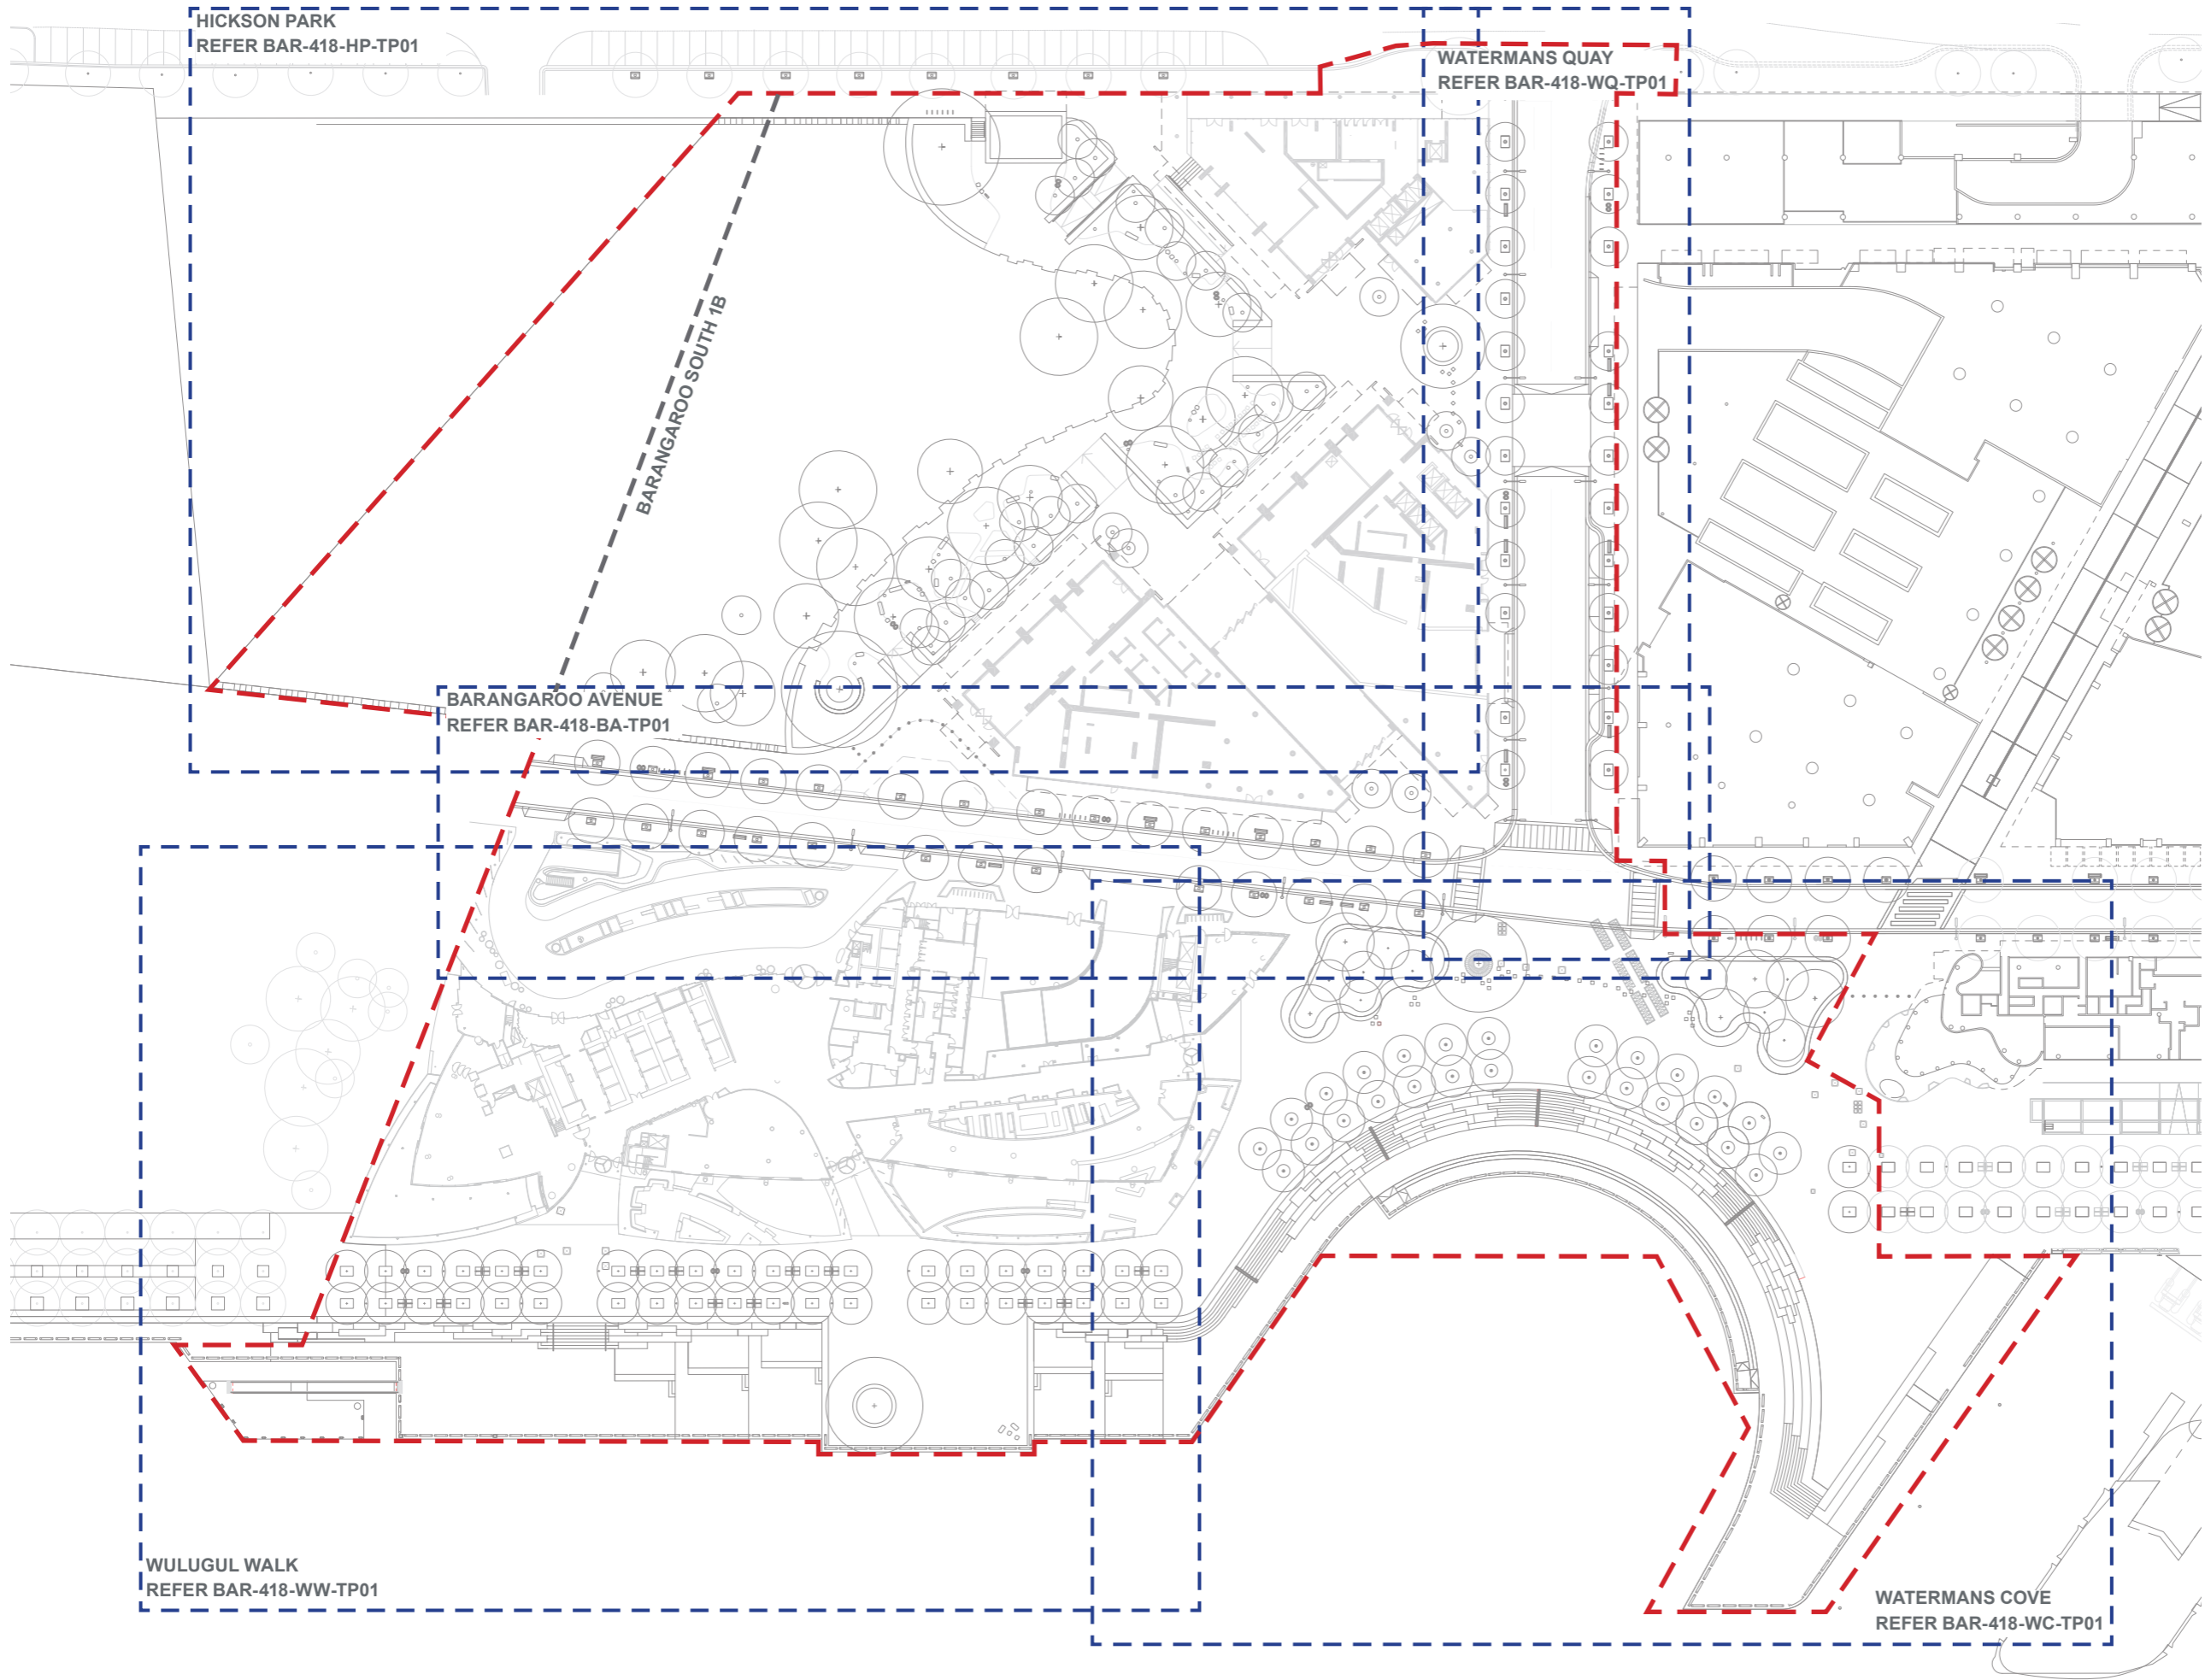 HICKSON PARK
REFER BAR-418-HP-TP01
WATERMANS QUAY
REFER BAR-418-WQ-TP01
BARANGAROO SOUTH 1B
BARANGAROO AVENUE
REFER BAR-418-BA-TP01
WULUGUL WALK
REFER BAR-418-WW-TP01
WATERMANS COVE
REFER BAR-418-WC-TP01